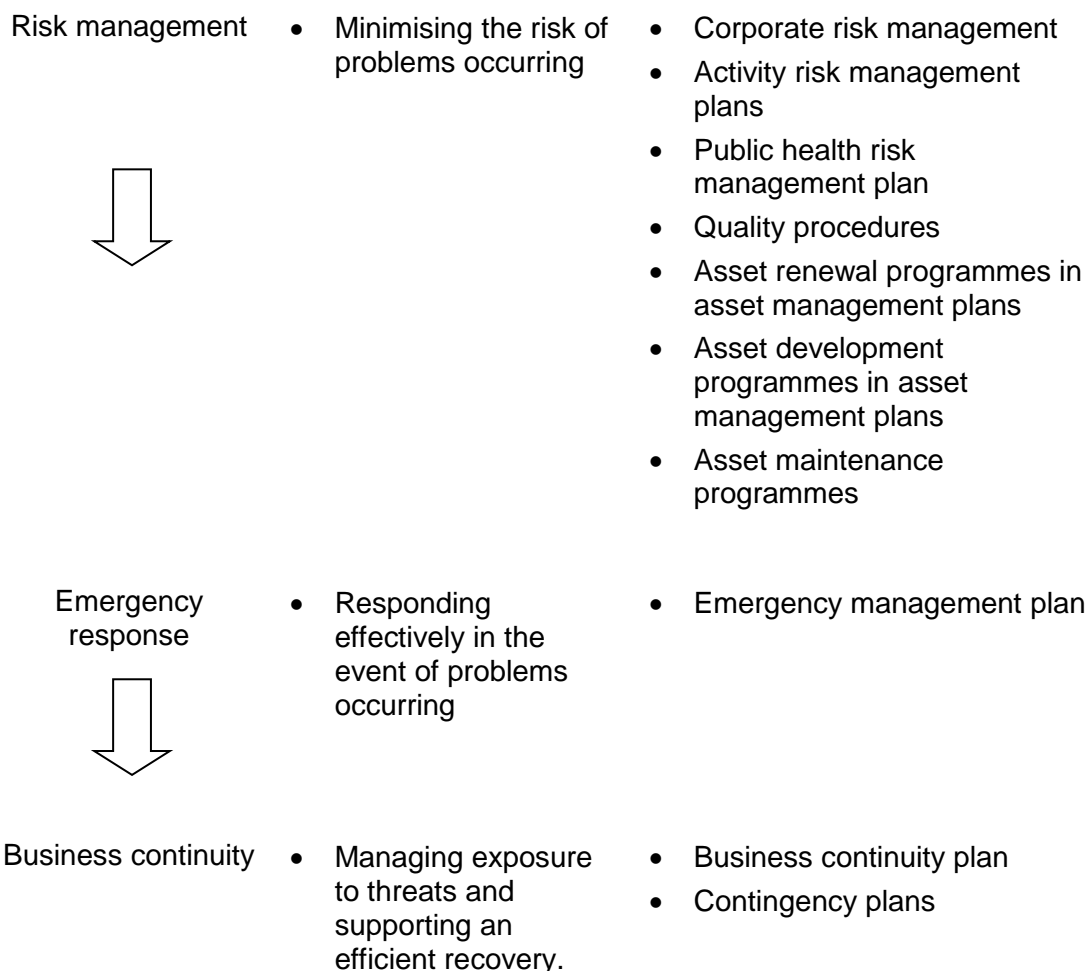 Risk management
• Minimising the risk of
problems occurring
• Corporate risk management
• Activity risk management
plans
• Public health risk
management plan
• Quality procedures
• Asset renewal programmes in
asset management plans
• Asset development
programmes in asset
management plans
• Asset maintenance
programmes
Emergency
response
• Responding
effectively in the
event of problems
occurring
• Emergency management plan
Business continuity
• Managing exposure
to threats and
supporting an
efficient recovery.
• Business continuity plan
• Contingency plans